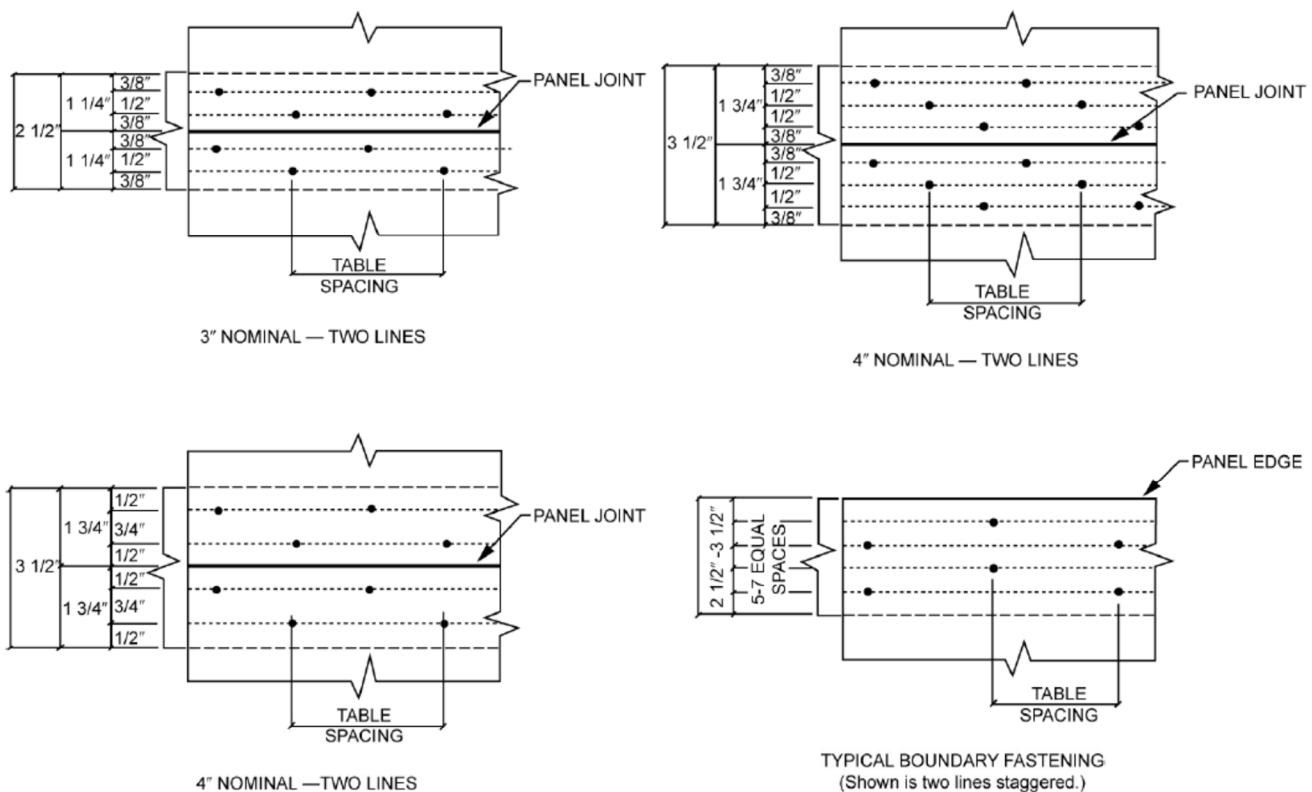 2 1/2"
1 1/4"
1 1/4"
3/8"
1/2"
3/8"
3/8"
1/2"
3/8"
PANEL JOINT
TABLE
SPACING
3" NOMINAL — TWO LINES
3 1/2"
1 3/4"
1 3/4"
3/8"
1/2"
1/2"
3/8"
3/8"
1/2"
1/2"
3/8"
PANEL JOINT
TABLE
SPACING
4" NOMINAL — TWO LINES
3 1/2"
1 3/4"
1 3/4"
1/2"
3/4"
1/2"
1/2"
3/4"
1/2"
PANEL JOINT
TABLE
SPACING
4" NOMINAL —TWO LINES
2 1/2" -3 1/2"
5-7 EQUAL
SPACES
PANEL EDGE
TABLE
SPACING
TYPICAL BOUNDARY FASTENING
(Shown is two lines staggered.)